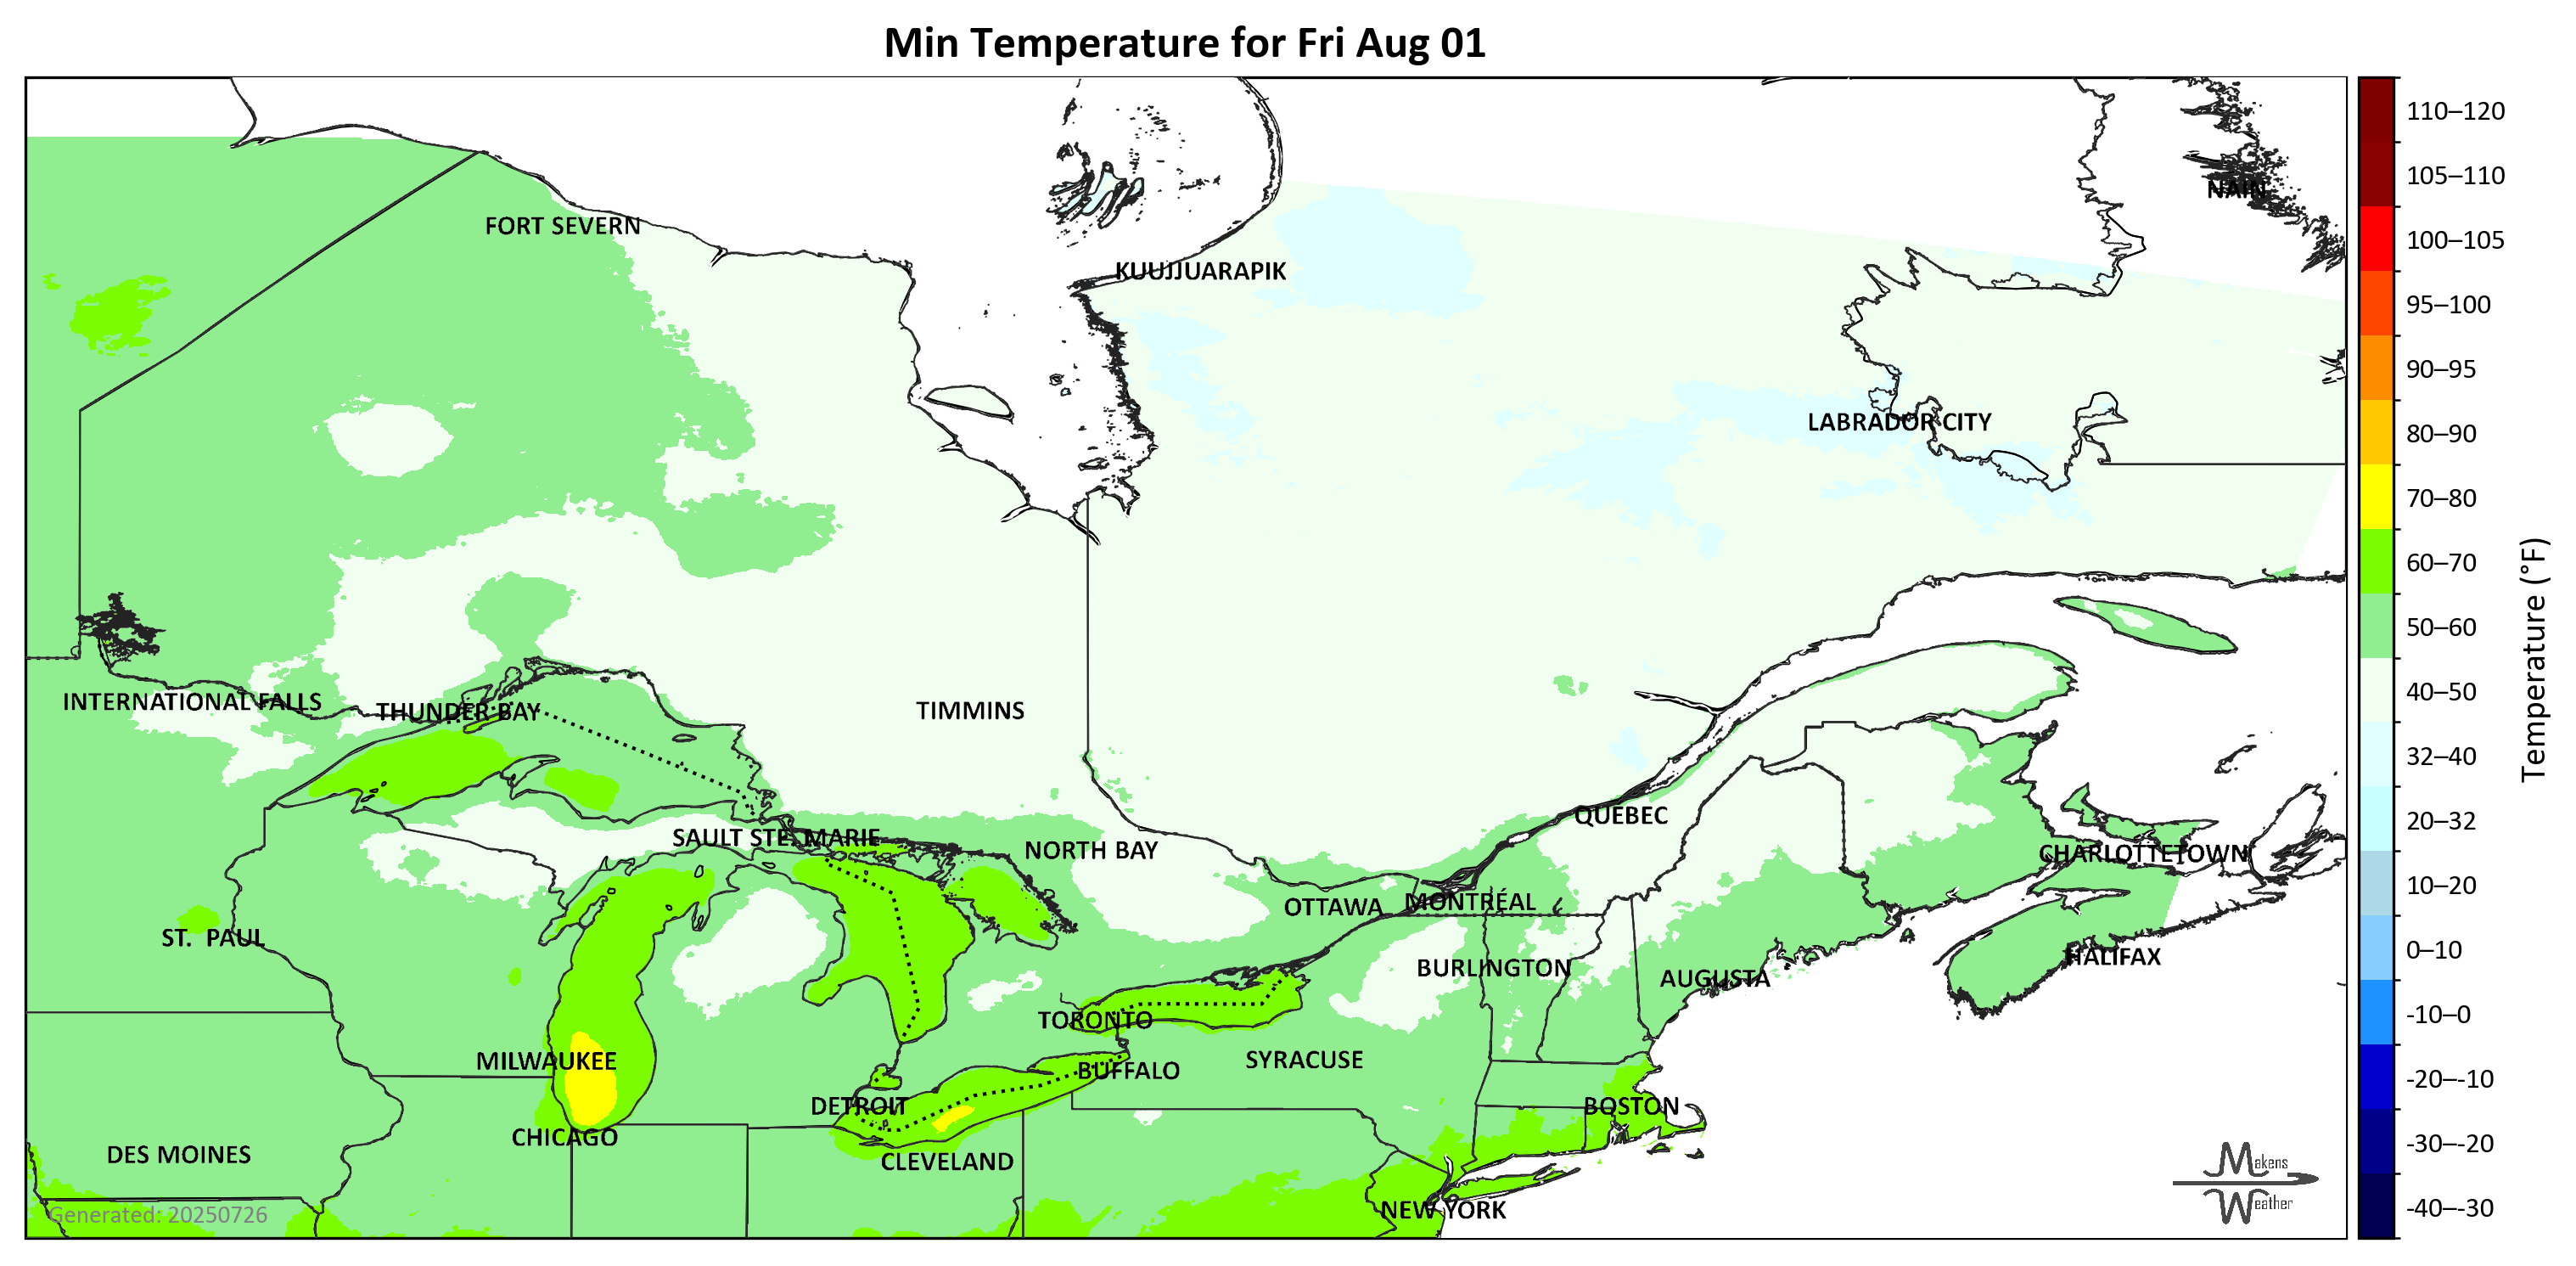 Min Temperature for Fri Aug 01
110–120
105–110
NAIN
FORT SEVERN
100–105
KUUJJUARAPIK
95–100
90–95
LABRADOR CITY
80–90
70–80
60–70
50–60
40–50
Temperature (°F)
INTERNATIONAL FALLS
THUNDER BAY
TIMMINS
32–40
QUEBEC
20–32
SAULT STE. MARIE
NORTH BAY
CHARLOTTETOWN
10–20
OTTAWA
MONTRÉAL
ST. PAUL
0–10
HALIFAX
BURLINGTON
AUGUSTA
-10–0
TORONTO
MILWAUKEE
SYRACUSE
BUFFALO
-20–-10
DETROIT
BOSTON
CHICAGO
-30–-20
DES MOINES
CLEVELAND
Makens
Weather
-40–-30
NEW YORK
Generated: 20250726